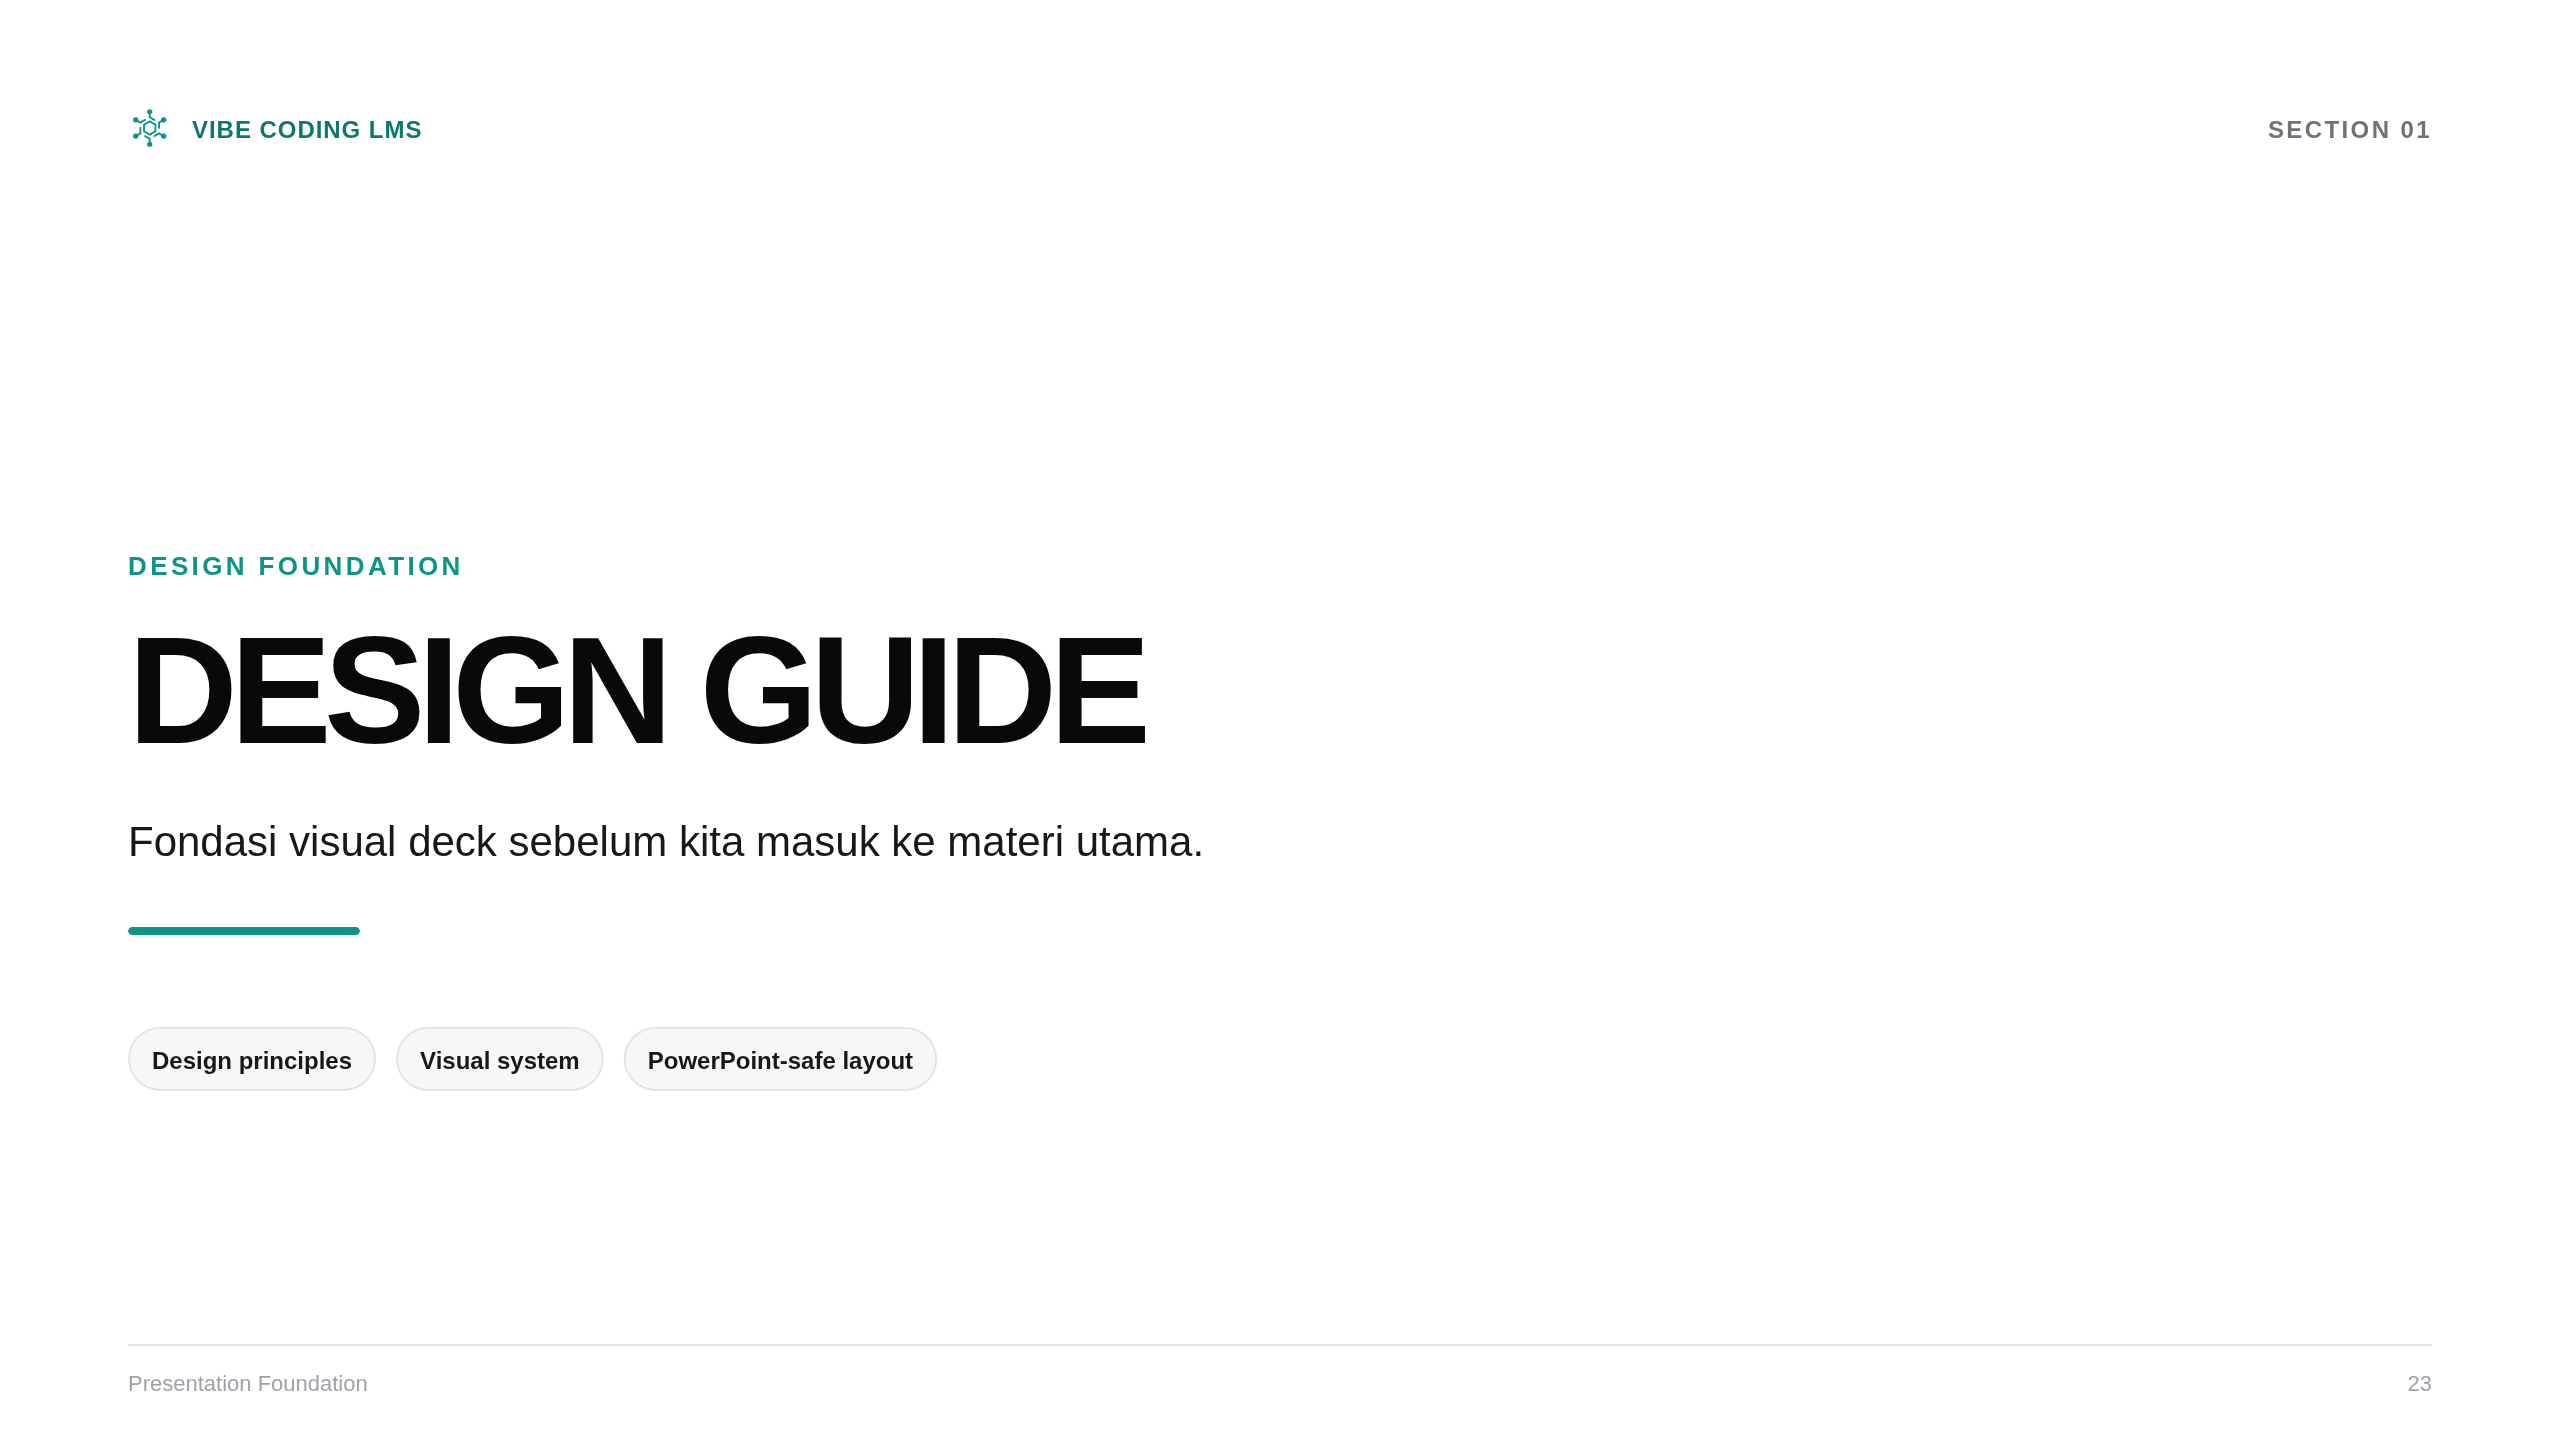 VIBE CODING LMS
SECTION 01
DESIGN FOUNDATION
DESIGN GUIDE
Fondasi visual deck sebelum kita masuk ke materi utama.
Design principles
Visual system
PowerPoint-safe layout
Presentation Foundation
23